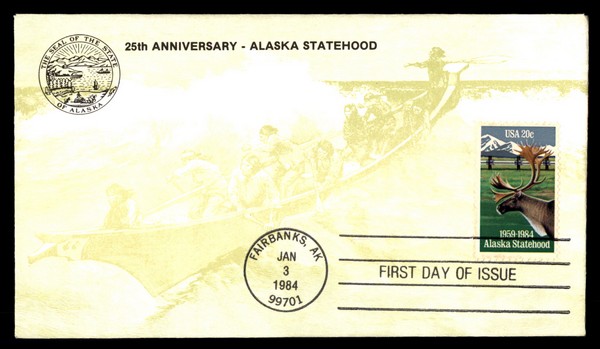 THE SEAL OF THE STATE
OF ALASKA
25th ANNIVERSARY - ALASKA STATEHOOD
USA 20c
1959-1984
Alaska Statehood
FAIRBANKS, AK
JAN
3
1984
99701
FIRST DAY OF ISSUE